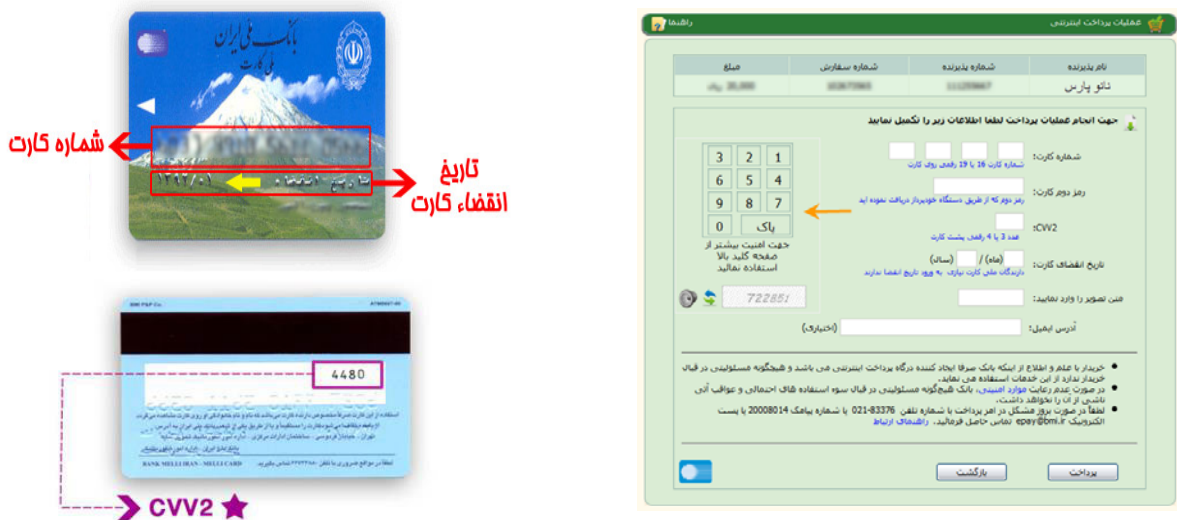 بانک ملی ایران
ملی کارت
شماره کارت
تاریخ
انقضاء کارت
۱۳۹۲/۰۱
BMI P&P Co.
4480
BANK MELLI IRAN - MELLI CARD
CVV2
عملیات پرداخت اینترنتی
راهنما
نام پذیرنده شماره پذیرنده شماره سفارش مبلغ
نانو پارس 20,000 ریال
جهت انجام عملیات پرداخت لطفا اطلاعات زیر را تکمیل نمایید
شماره کارت:
شماره کارت 16 یا 19 رقمی روی کارت
رمز دوم کارت:
رمز دوم که از طریق دستگاه خودپرداز دریافت نموده اید
CVV2:
عدد 3 یا 4 رقمی پشت کارت
تاریخ انقضای کارت: (ماه) / (سال)
دارندگان ملی کارت نیازی به ورود تاریخ انقضا ندارند
متن تصویر را وارد نمایید:
آدرس ایمیل: (اختیاری)
1 2 3
4 5 6
7 8 9
پاک 0
جهت امنیت بیشتر از
صفحه کلید بالا
استفاده نمائید
722851
خریدار با علم و اطلاع از اینکه بانک صرفا ایجاد کننده درگاه پرداخت اینترنتی می باشد و هیچگونه مسئولیتی در قبال
خریدار ندارد از این خدمات استفاده می نماید.
در صورت عدم رعایت موارد امنیتی، بانک هیچگونه مسئولیتی در قبال سوء استفاده های احتمالی و عواقب آتی
ناشی از آن را نخواهد داشت.
لطفاً در صورت بروز مشکل در امر پرداخت با شماره تلفن 83376-021 یا شماره پیامک 20008014 یا پست
الکترونیک epay@bmi.ir تماس حاصل فرمائید. راهنمای ارتباط
پرداخت
بازگشت